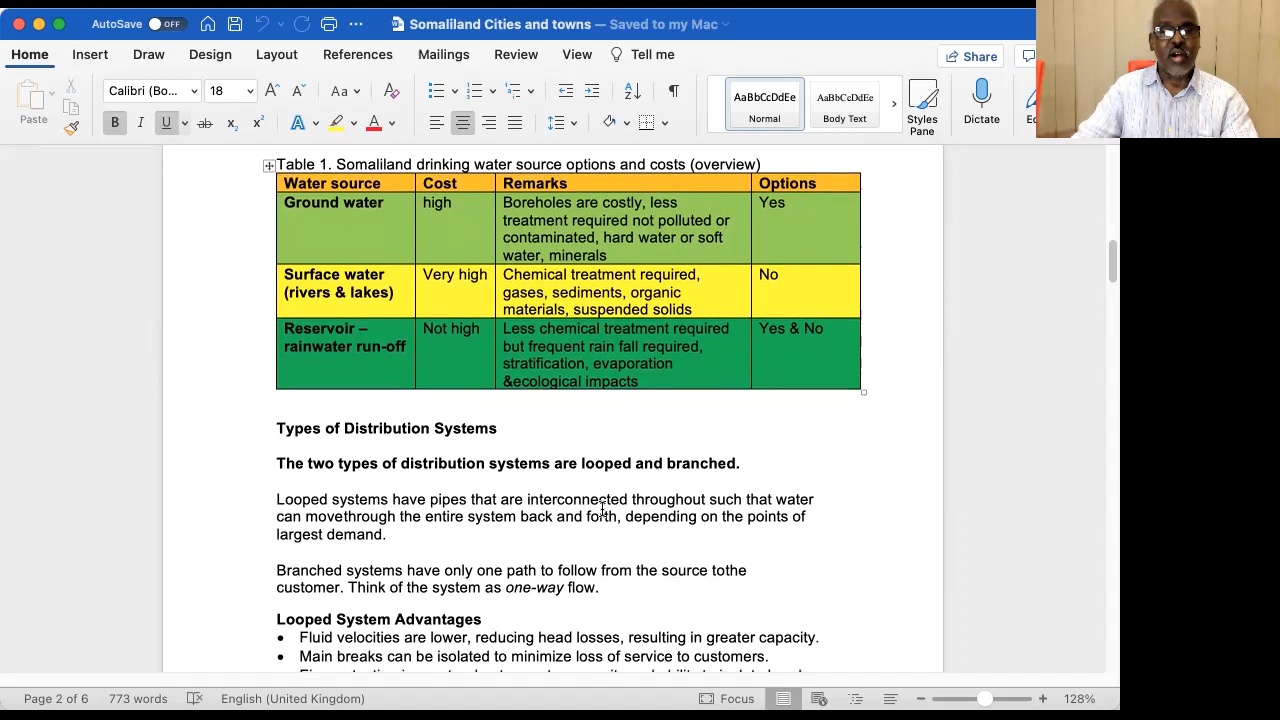 AutoSave OFF
Somaliland Cities and towns — Saved to my Mac
Home Insert Draw Design Layout References Mailings Review View Tell me
Share
Paste
Calibri (Bo... 18
AaBbCcDdEe AaBbCcDdEe
Normal Body Text
Styles
Pane
Dictate
Table 1. Somaliland drinking water source options and costs (overview)
Water source Cost Remarks Options
Ground water high Boreholes are costly, less Yes
treatment required not polluted or
contaminated, hard water or soft
water, minerals
Surface water Very high Chemical treatment required, No
(rivers & lakes) gases, sediments, organic
materials, suspended solids
Reservoir – Not high Less chemical treatment required Yes & No
rainwater run-off but frequent rain fall required,
stratification, evaporation
&ecological impacts
Types of Distribution Systems
The two types of distribution systems are looped and branched.
Looped systems have pipes that are interconnected throughout such that water
can movethrough the entire system back and forth, depending on the points of
largest demand.
Branched systems have only one path to follow from the source tothe
customer. Think of the system as one-way flow.
Looped System Advantages
• Fluid velocities are lower, reducing head losses, resulting in greater capacity.
• Main breaks can be isolated to minimize loss of service to customers.
Page 2 of 6 773 words English (United Kingdom) Focus 128%